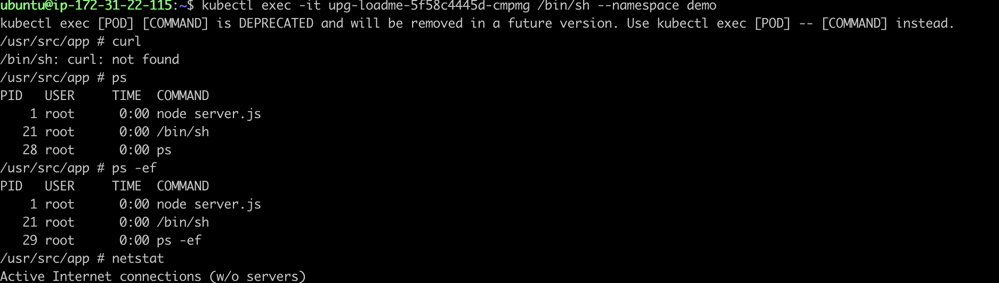 ubuntu@ip-172-31-22-115:~$ kubectl exec -it upg-loadme-5f58c4445d-cmpmg /bin/sh --namespace demo
kubectl exec [POD] [COMMAND] is DEPRECATED and will be removed in a future version. Use kubectl exec [POD] -- [COMMAND] instead.
/usr/src/app # curl
/bin/sh: curl: not found
/usr/src/app # ps
PID   USER     TIME  COMMAND
    1 root      0:00 node server.js
   21 root      0:00 /bin/sh
   28 root      0:00 ps
/usr/src/app # ps -ef
PID   USER     TIME  COMMAND
    1 root      0:00 node server.js
   21 root      0:00 /bin/sh
   29 root      0:00 ps -ef
/usr/src/app # netstat
Active Internet connections (w/o servers)